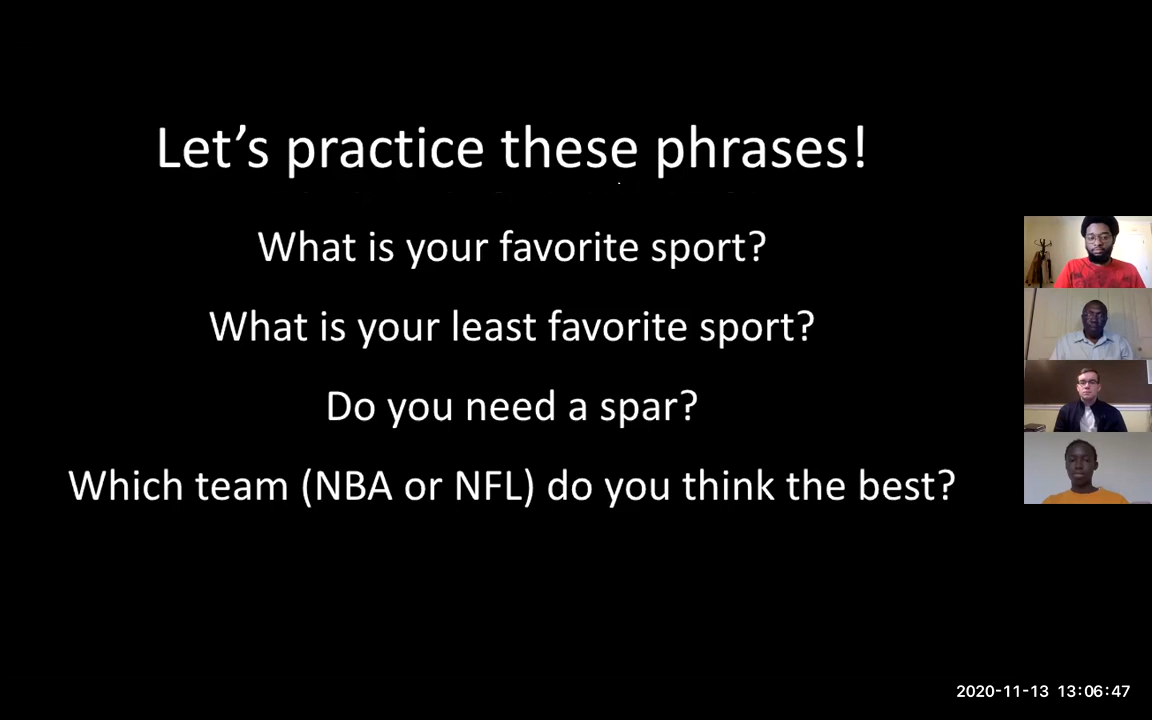 Let’s practice these phrases!
What is your favorite sport?
What is your least favorite sport?
Do you need a spar?
Which team (NBA or NFL) do you think the best?
2020-11-13 13:06:47